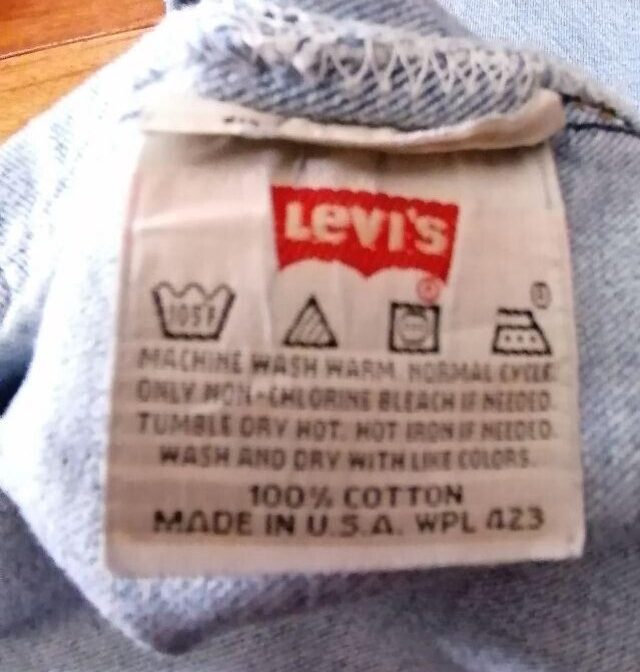 Levi's
®
105F
MACHINE WASH WARM. NORMAL CYCLE.
ONLY NON-CHLORINE BLEACH IF NEEDED.
TUMBLE DRY HOT. HOT IRON IF NEEDED.
WASH AND DRY WITH LIKE COLORS.
100% COTTON
MADE IN U.S.A. WPL 423